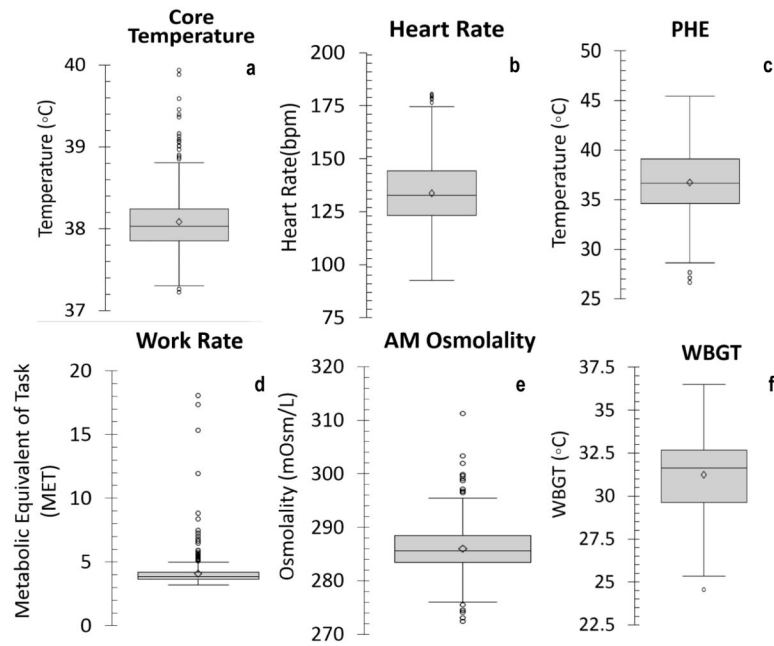 Core
Temperature
a
Temperature (○C)
40
39
38
37
Heart Rate
b
Heart Rate(bpm)
200
175
150
125
100
75
PHE
c
Temperature (○C)
50
45
40
35
30
25
Work Rate
d
Metabolic Equivalent of Task
(MET)
20
15
10
5
0
AM Osmolality
e
Osmolality (mOsm/L)
320
310
300
290
280
270
WBGT
f
WBGT (○C)
37.5
35
32.5
30
27.5
25
22.5